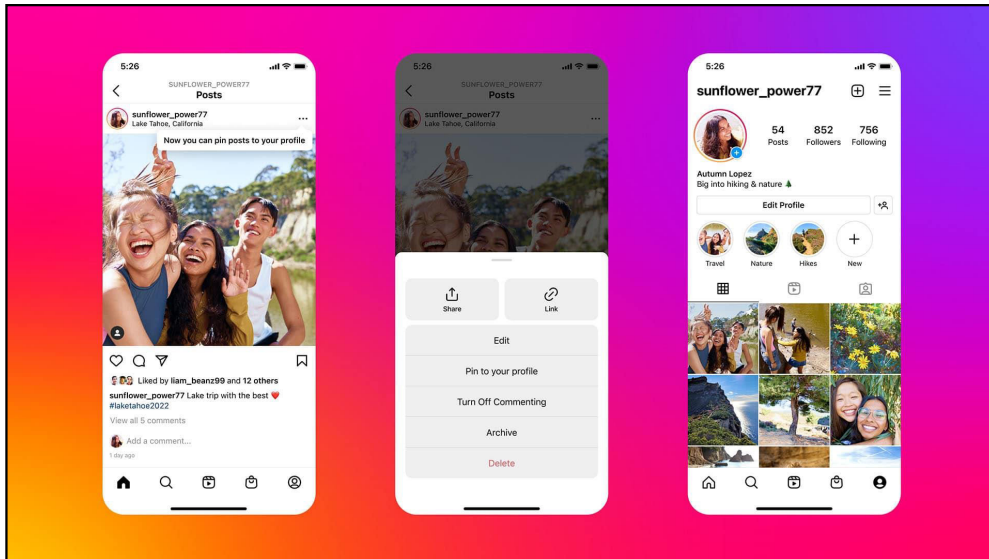 5:26
SUNFLOWER_POWER77
Posts
sunflower_power77
Lake Tahoe, California
Now you can pin posts to your profile
Liked by liam_beanz99 and 12 others
sunflower_power77 Lake trip with the best ❤️
#laketahoe2022
View all 5 comments
Add a comment...
1 day ago
5:26
SUNFLOWER_POWER77
Posts
sunflower_power77
Lake Tahoe, California
Share
Link
Edit
Pin to your profile
Turn Off Commenting
Archive
Delete
5:26
sunflower_power77
54 852 756
Posts Followers Following
Autumn Lopez
Big into hiking & nature 🌲
Edit Profile
Travel Nature Hikes New